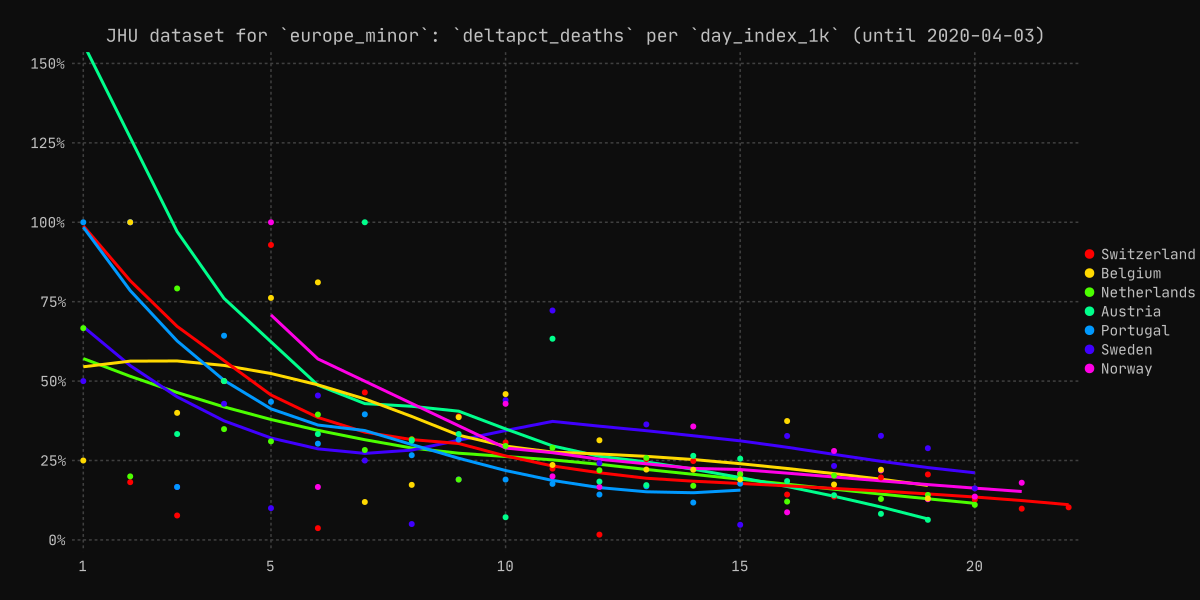 JHU dataset for `europe_minor`: `deltapct_deaths` per `day_index_1k` (until 2020-04-03)
150%
125%
100%
75%
50%
25%
0%
1 5 10 15 20
Switzerland
Belgium
Netherlands
Austria
Portugal
Sweden
Norway